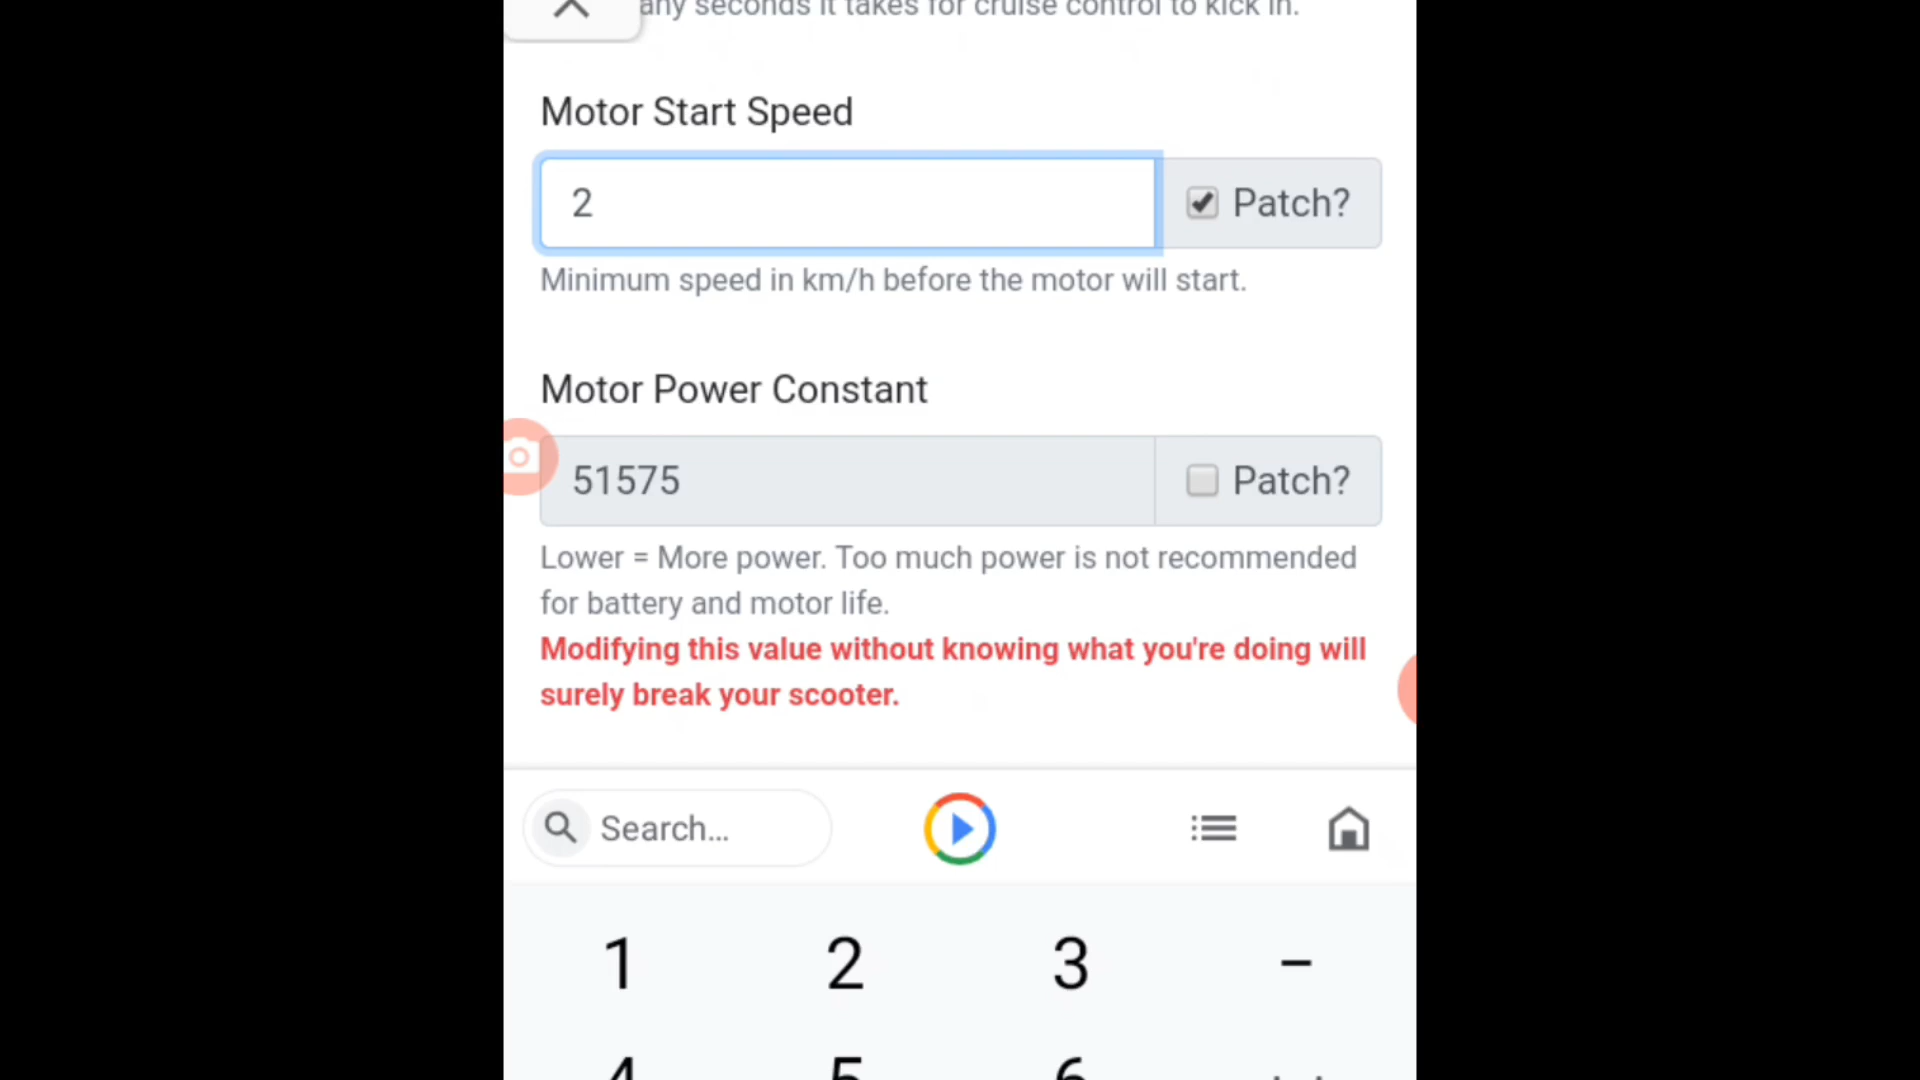 any seconds it takes for cruise control to kick in.
Motor Start Speed
2
Patch?
Minimum speed in km/h before the motor will start.
Motor Power Constant
51575
Patch?
Lower = More power. Too much power is not recommended
for battery and motor life.
Modifying this value without knowing what you're doing will
surely break your scooter.
Search...
1 2 3 –
4 5 6